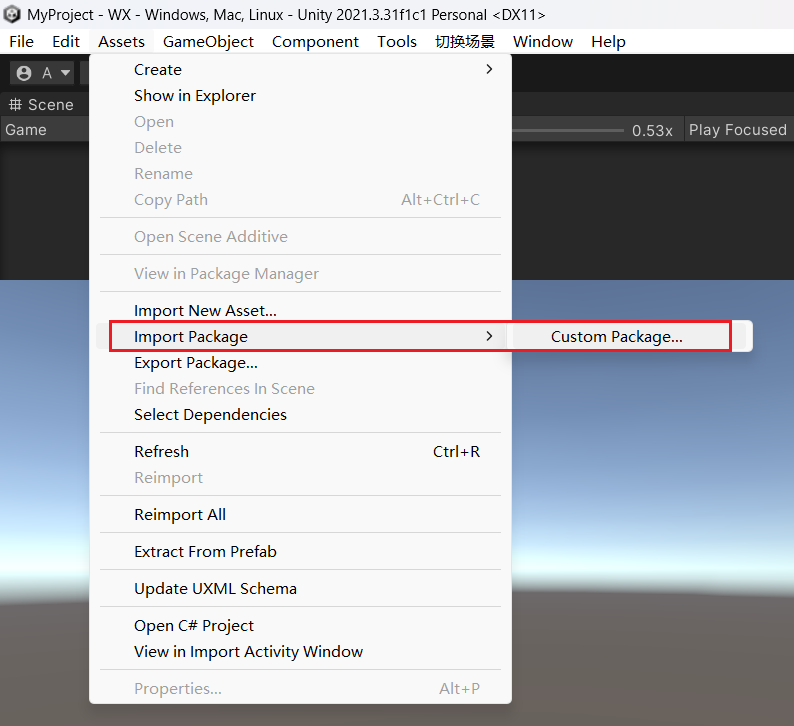 MyProject - WX - Windows, Mac, Linux - Unity 2021.3.31f1c1 Personal <DX11>
File Edit Assets GameObject Component Tools 切换场景 Window Help
A
Scene
Game
0.53x Play Focused
Create
Show in Explorer
Open
Delete
Rename
Copy Path Alt+Ctrl+C
Open Scene Additive
View in Package Manager
Import New Asset...
Import Package Custom Package...
Export Package...
Find References In Scene
Select Dependencies
Refresh Ctrl+R
Reimport
Reimport All
Extract From Prefab
Update UXML Schema
Open C# Project
View in Import Activity Window
Properties... Alt+P